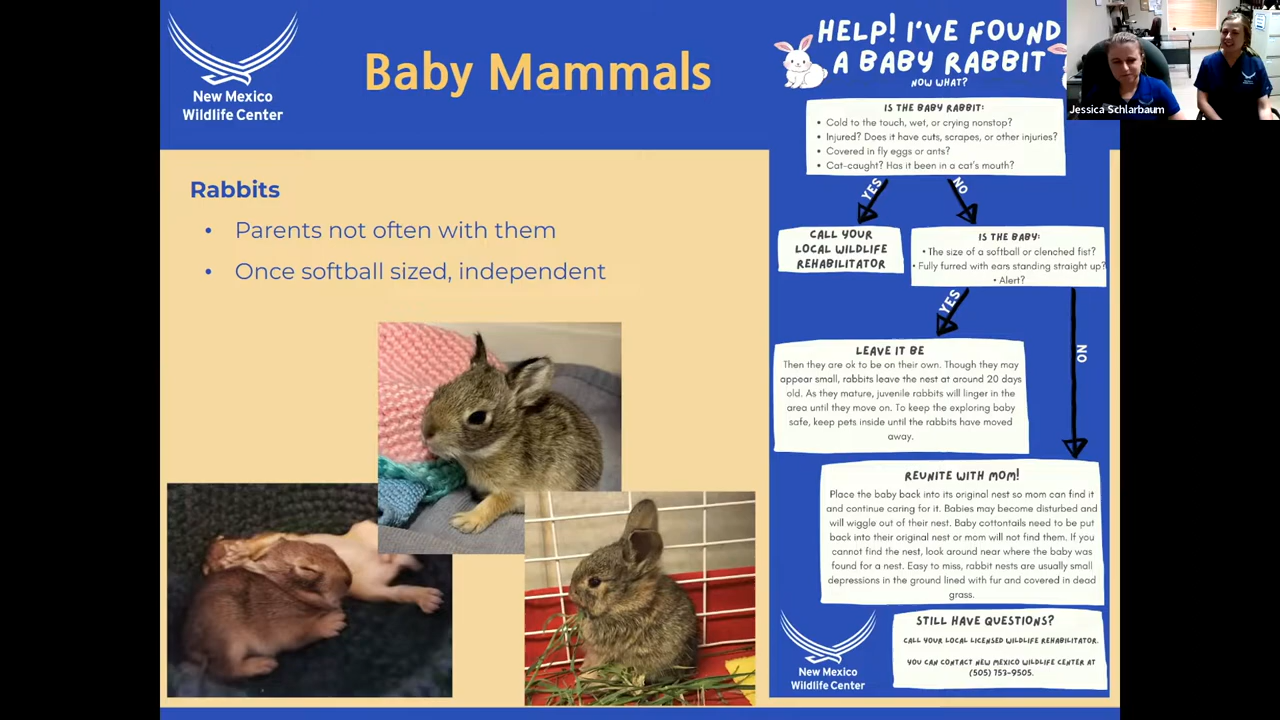 New Mexico
Wildlife Center
Baby Mammals
Rabbits
• Parents not often with them
• Once softball sized, independent
HELP! I'VE FOUND
A BABY RABBIT
NOW WHAT?
IS THE BABY RABBIT:
• Cold to the touch, wet, or crying nonstop?
• Injured? Does it have cuts, scrapes, or other injuries?
• Covered in fly eggs or ants?
• Cat-caught? Has it been in a cat's mouth?
YES
NO
CALL YOUR
LOCAL WILDLIFE
REHABILITATOR
IS THE BABY:
• The size of a softball or clenched fist?
• Fully furred with ears standing straight up?
• Alert?
YES
NO
LEAVE IT BE
Then they are ok to be on their own. Though they may
appear small, rabbits leave the nest at around 20 days
old. As they mature, juvenile rabbits will linger in the
area until they move on. To keep the exploring baby
safe, keep pets inside until the rabbits have moved
away.
REUNITE WITH MOM!
Place the baby back into its original nest so mom can find it
and continue caring for it. Babies may become disturbed and
will wiggle out of their nest. Baby cottontails need to be put
back into their original nest or mom will not find them. If you
cannot find the nest, look around near where the baby was
found for a nest. Easy to miss, rabbit nests are usually small
depressions in the ground lined with fur and covered in dead
grass.
New Mexico
Wildlife Center
STILL HAVE QUESTIONS?
CALL YOUR LOCAL LICENSED WILDLIFE REHABILITATOR.
YOU CAN CONTACT NEW MEXICO WILDLIFE CENTER AT
(505) 753-9505.
Jessica Schlarbaum